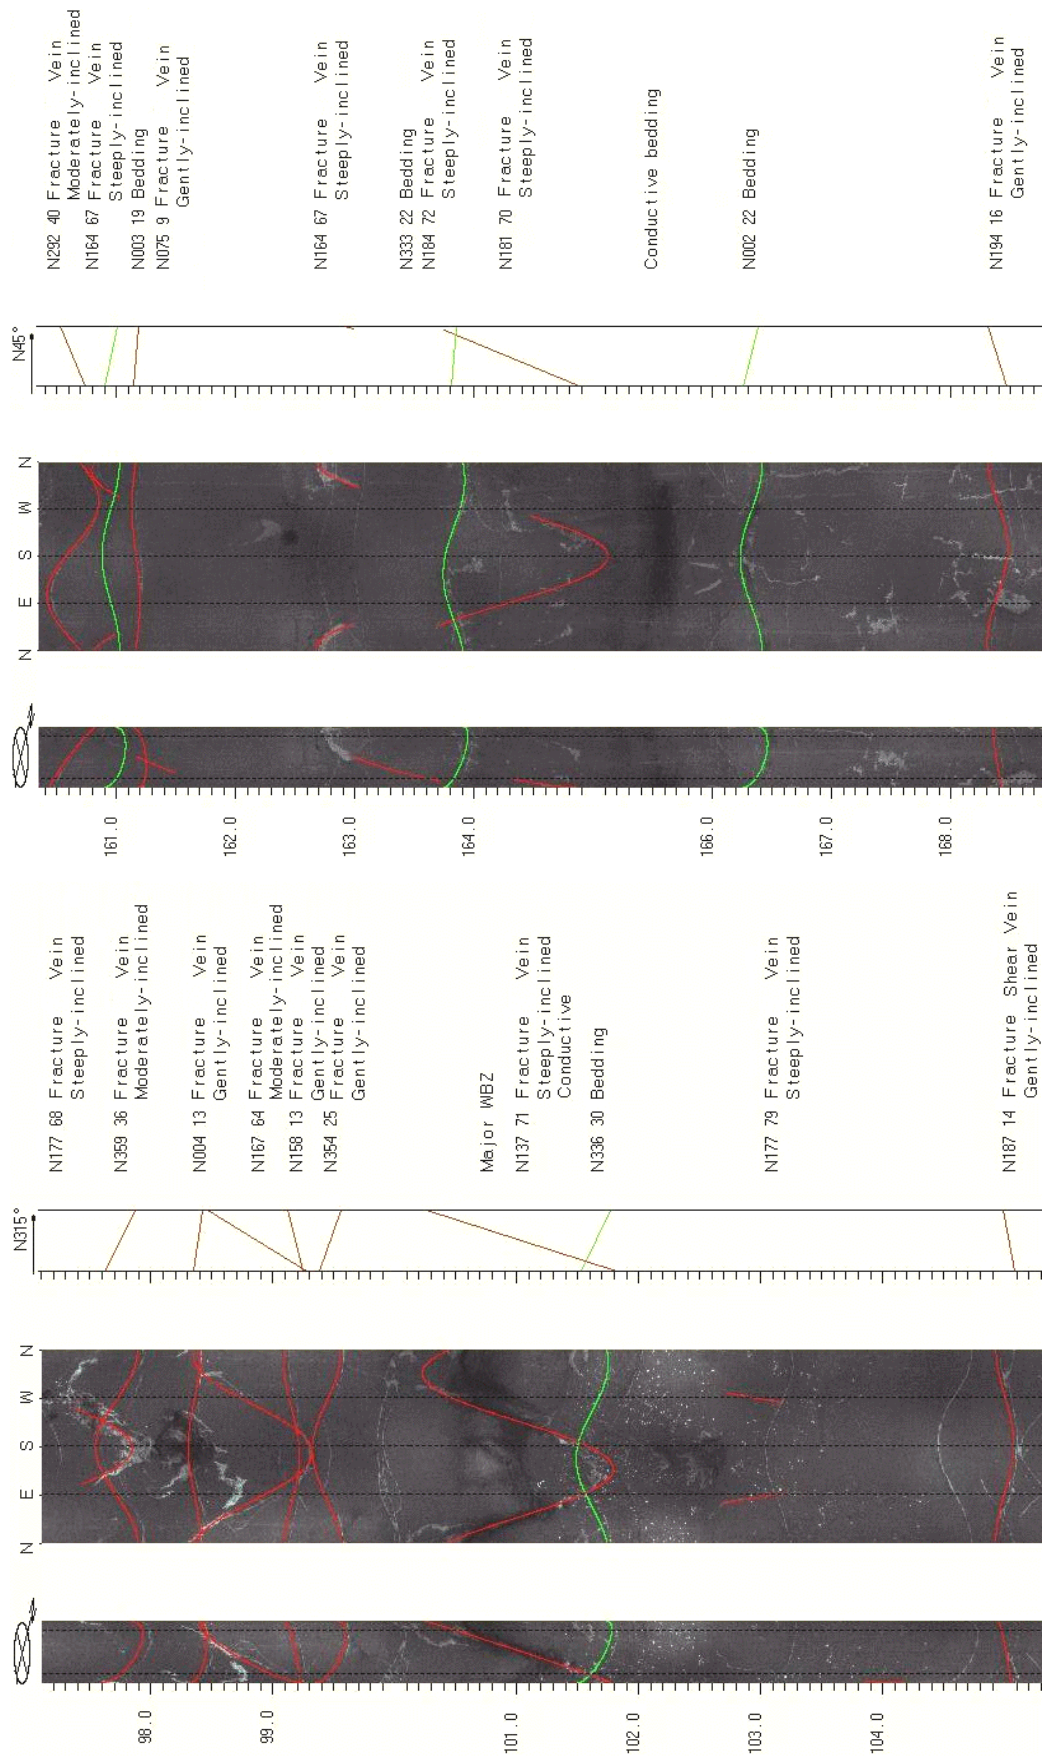 N292 40 Fracture Vein
Moderately-inclined
N164 67 Fracture Vein
Steeply-inclined
N003 19 Bedding
N075 9 Fracture Vein
Gently-inclined
N164 67 Fracture Vein
Steeply-inclined
N333 22 Bedding
N184 72 Fracture Vein
Steeply-inclined
N181 70 Fracture Vein
Steeply-inclined
Conductive bedding
N002 22 Bedding
N194 16 Fracture Vein
Gently-inclined
N45°
N E S W N
161.0
162.0
163.0
164.0
166.0
167.0
168.0
N177 68 Fracture Vein
Steeply-inclined
N359 36 Fracture Vein
Moderately-inclined
N004 13 Fracture Vein
Gently-inclined
N167 64 Fracture Vein
Moderately-inclined
N158 13 Fracture Vein
Gently-inclined
N354 25 Fracture Vein
Gently-inclined
Major WBZ
N137 71 Fracture Vein
Steeply-inclined
Conductive
N336 30 Bedding
N177 79 Fracture Vein
Steeply-inclined
N187 14 Fracture Shear Vein
Gently-inclined
N315°
N E S W N
98.0
99.0
101.0
102.0
103.0
104.0